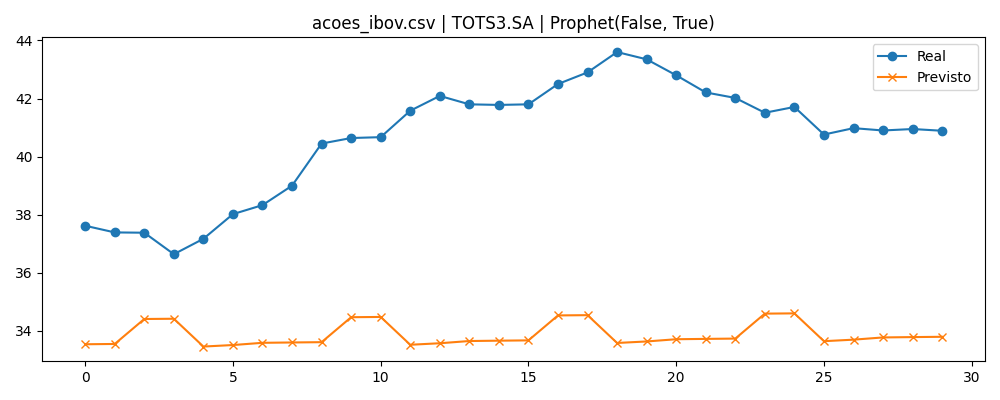 acoes_ibov.csv | TOTS3.SA | Prophet(False, True)
44
Real
Previsto
42
40
38
36
34
0 5 10 15 20 25 30